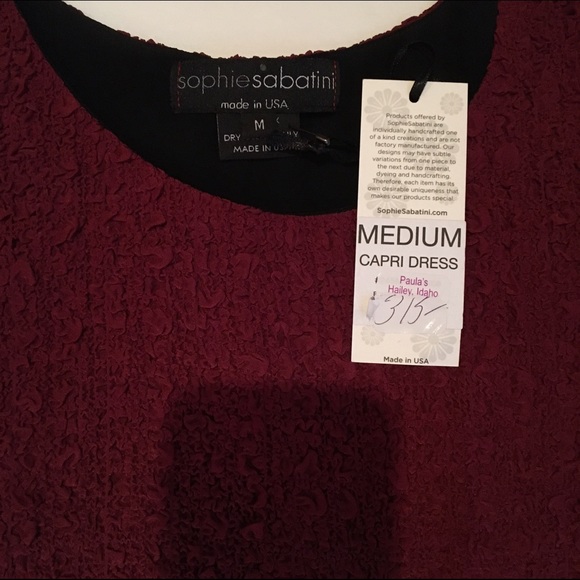 sophiesabatini
made in USA
M
DRY
MADE IN USA
Products offered by
SophieSabatini are
individually handcrafted one
of a kind creations and are not
factory manufactured. Our
designs may have subtle
variations from one piece to
the next due to material,
dyeing and handcrafting.
Therefore, each item has its
own desirable uniqueness that
makes our products special.
SophieSabatini.com
MEDIUM
CAPRI DRESS
Paula's
Hailey, Idaho
315-
Made in USA